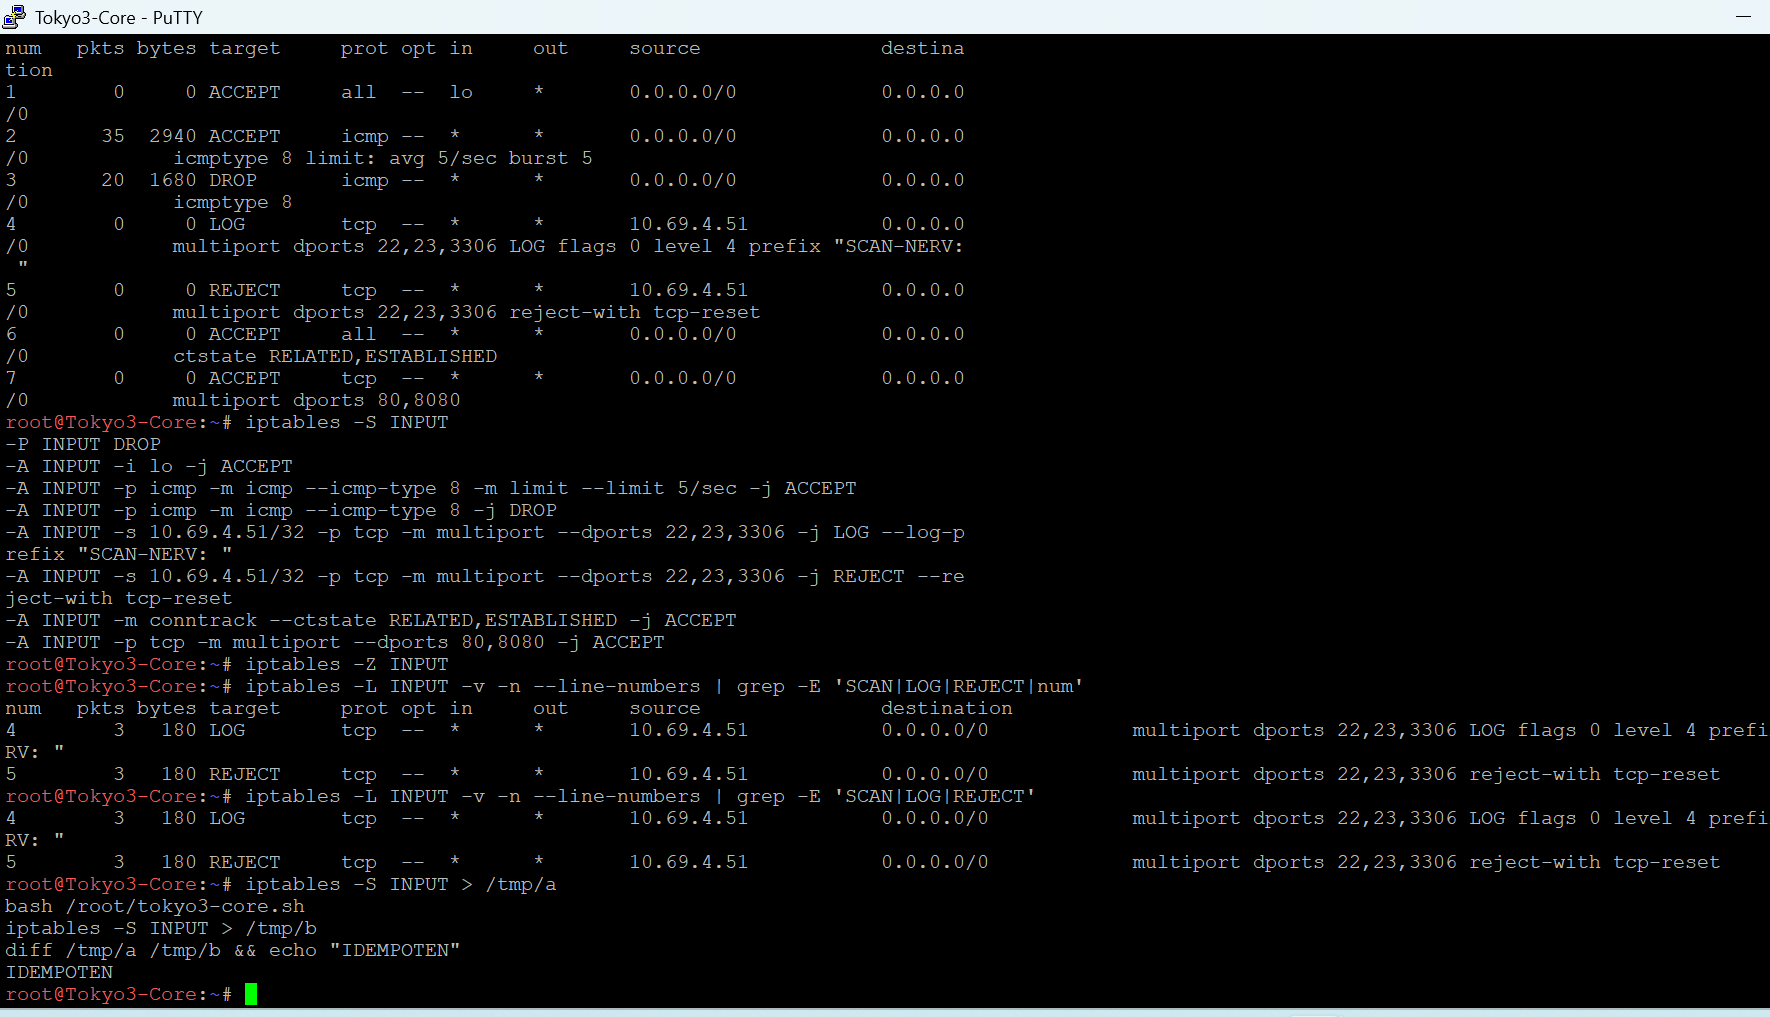 Tokyo3-Core - PuTTY
num   pkts bytes target     prot opt in     out     source               destina
tion
1        0     0 ACCEPT     all  --  lo     *       0.0.0.0/0            0.0.0.0
/0
2       35  2940 ACCEPT     icmp --  *      *       0.0.0.0/0            0.0.0.0
/0            icmptype 8 limit: avg 5/sec burst 5
3       20  1680 DROP       icmp --  *      *       0.0.0.0/0            0.0.0.0
/0            icmptype 8
4        0     0 LOG        tcp  --  *      *       10.69.4.51           0.0.0.0
/0            multiport dports 22,23,3306 LOG flags 0 level 4 prefix "SCAN-NERV:
 "
5        0     0 REJECT     tcp  --  *      *       10.69.4.51           0.0.0.0
/0            multiport dports 22,23,3306 reject-with tcp-reset
6        0     0 ACCEPT     all  --  *      *       0.0.0.0/0            0.0.0.0
/0            ctstate RELATED,ESTABLISHED
7        0     0 ACCEPT     tcp  --  *      *       0.0.0.0/0            0.0.0.0
/0            multiport dports 80,8080
root@Tokyo3-Core:~# iptables -S INPUT
-P INPUT DROP
-A INPUT -i lo -j ACCEPT
-A INPUT -p icmp -m icmp --icmp-type 8 -m limit --limit 5/sec -j ACCEPT
-A INPUT -p icmp -m icmp --icmp-type 8 -j DROP
-A INPUT -s 10.69.4.51/32 -p tcp -m multiport --dports 22,23,3306 -j LOG --log-p
refix "SCAN-NERV: "
-A INPUT -s 10.69.4.51/32 -p tcp -m multiport --dports 22,23,3306 -j REJECT --re
ject-with tcp-reset
-A INPUT -m conntrack --ctstate RELATED,ESTABLISHED -j ACCEPT
-A INPUT -p tcp -m multiport --dports 80,8080 -j ACCEPT
root@Tokyo3-Core:~# iptables -Z INPUT
root@Tokyo3-Core:~# iptables -L INPUT -v -n --line-numbers | grep -E 'SCAN|LOG|REJECT|num'
num   pkts bytes target     prot opt in     out     source               destination
4        3   180 LOG        tcp  --  *      *       10.69.4.51           0.0.0.0/0            multiport dports 22,23,3306 LOG flags 0 level 4 prefi
RV: "
5        3   180 REJECT     tcp  --  *      *       10.69.4.51           0.0.0.0/0            multiport dports 22,23,3306 reject-with tcp-reset
root@Tokyo3-Core:~# iptables -L INPUT -v -n --line-numbers | grep -E 'SCAN|LOG|REJECT'
4        3   180 LOG        tcp  --  *      *       10.69.4.51           0.0.0.0/0            multiport dports 22,23,3306 LOG flags 0 level 4 prefi
RV: "
5        3   180 REJECT     tcp  --  *      *       10.69.4.51           0.0.0.0/0            multiport dports 22,23,3306 reject-with tcp-reset
root@Tokyo3-Core:~# iptables -S INPUT > /tmp/a
bash /root/tokyo3-core.sh
iptables -S INPUT > /tmp/b
diff /tmp/a /tmp/b && echo "IDEMPOTEN"
IDEMPOTEN
root@Tokyo3-Core:~#